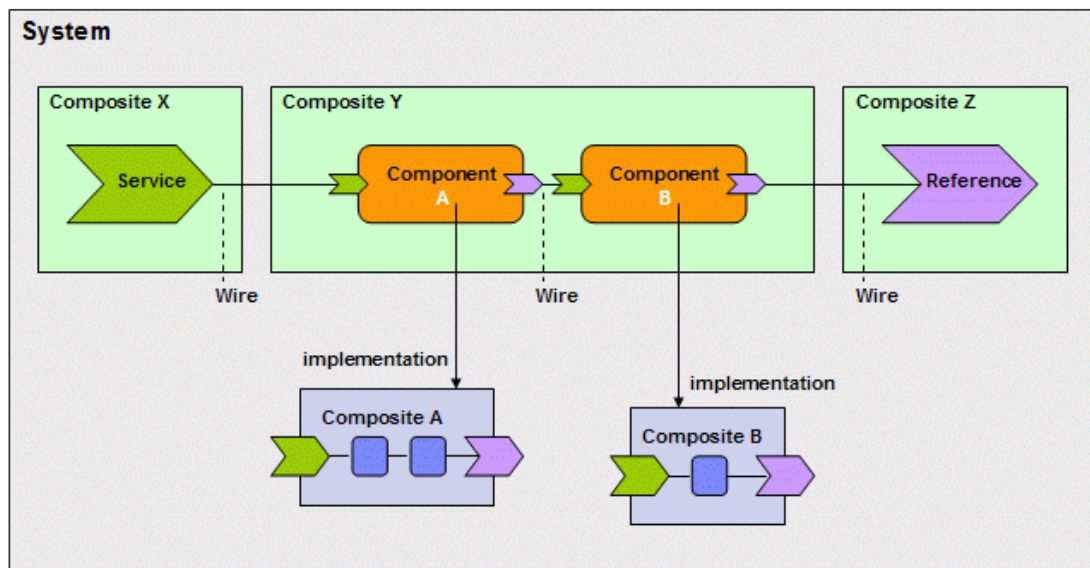 System
Composite X
Composite Y
Composite Z
Service
Component
A
Component
B
Reference
Wire
Wire
Wire
implementation
implementation
Composite A
Composite B